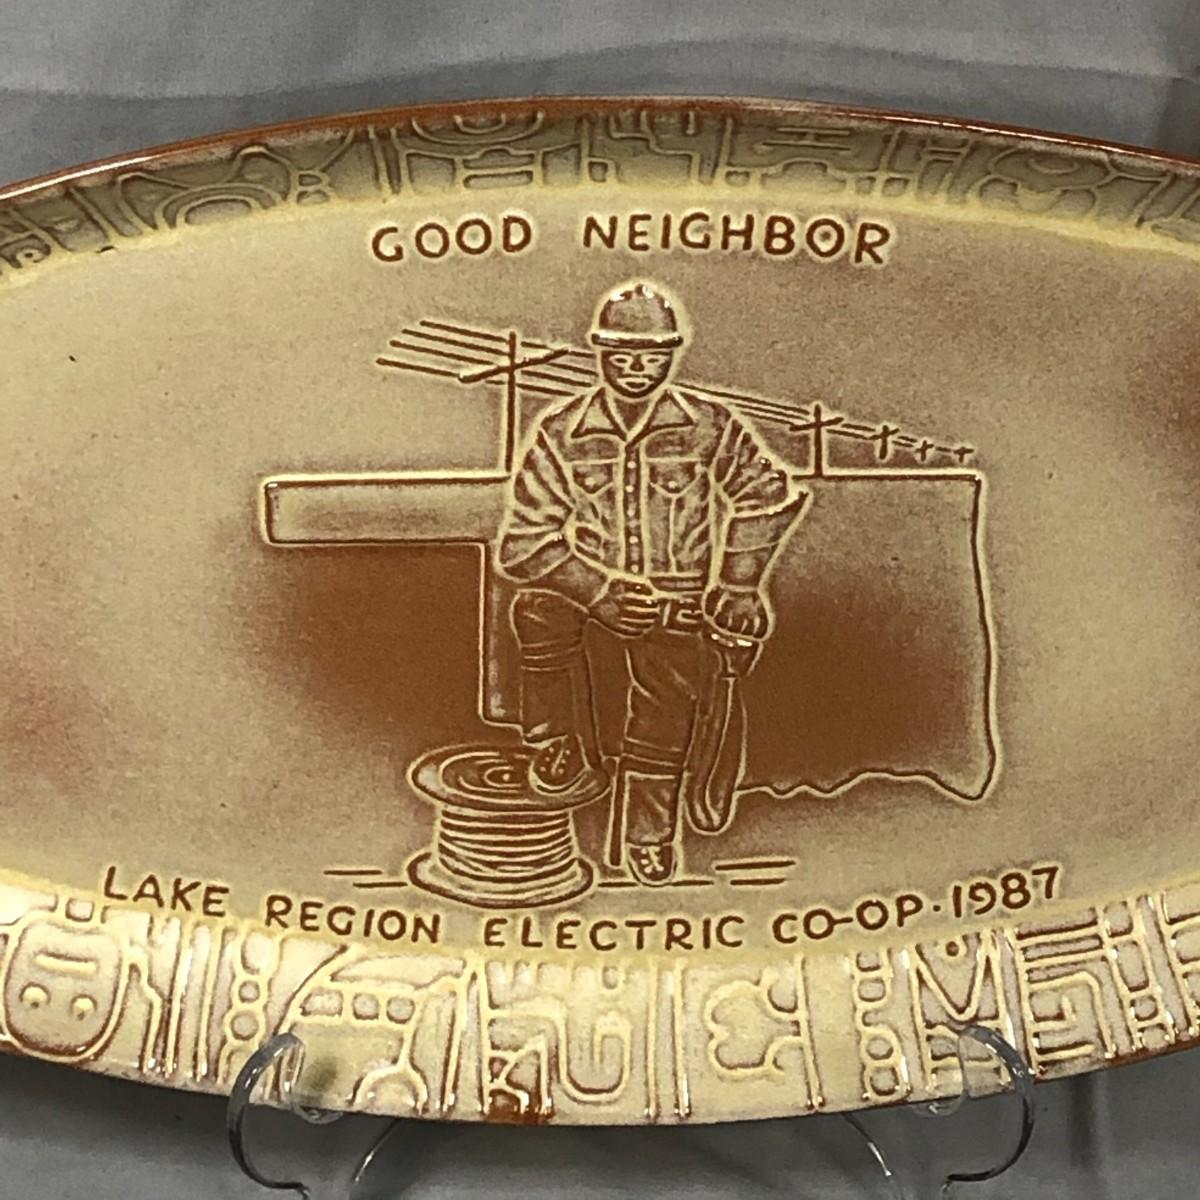 GOOD NEIGHBOR
LAKE REGION ELECTRIC CO-OP·1987